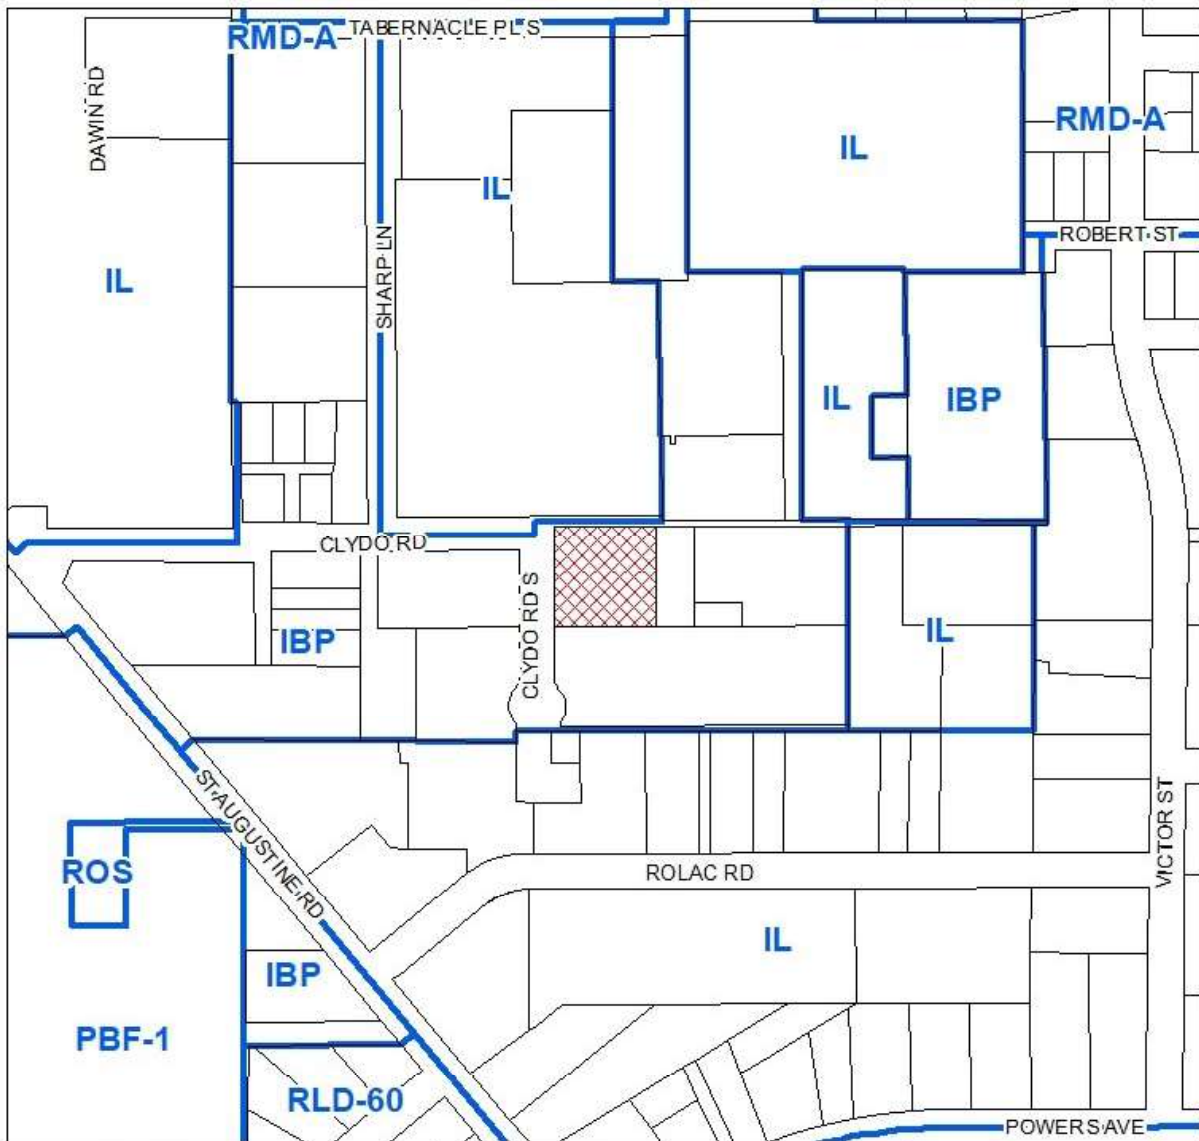 TABERNACLE PL S
RMD-A
DAWIN RD
RMD-A
IL
IL
ROBERT ST
SHARP LN
IL
IL
IBP
CLYDO RD
CLYDO RD S
IBP
IL
ST AUGUSTINE RD
VICTOR ST
ROS
ROLAC RD
IL
IBP
PBF-1
RLD-60
POWERS AVE